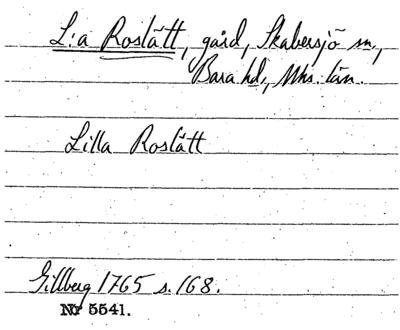 L:a Roslätt, gård, Skabersjö sn,
Bara hd, Mhs. län.
Lilla Roslätt
Gillberg 1765 s. 168.
Nr 5541.